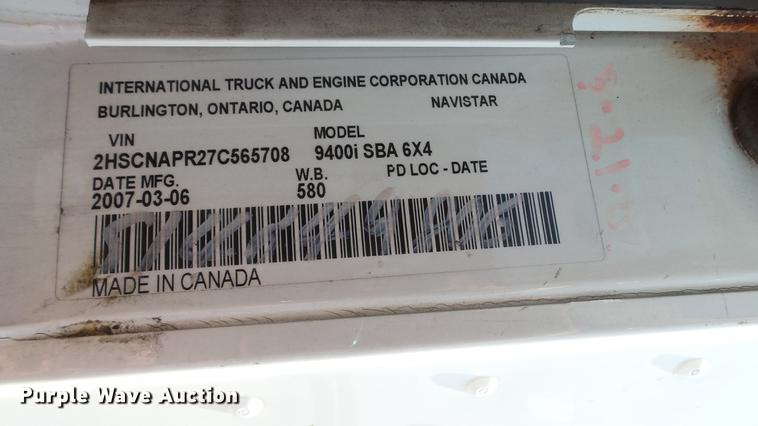 INTERNATIONAL TRUCK AND ENGINE CORPORATION CANADA
BURLINGTON, ONTARIO, CANADA NAVISTAR
VIN MODEL
2HSCNAPR27C565708 9400i SBA 6X4
DATE MFG. W.B. PD LOC - DATE
2007-03-06 580
MADE IN CANADA
Purple Wave Auction